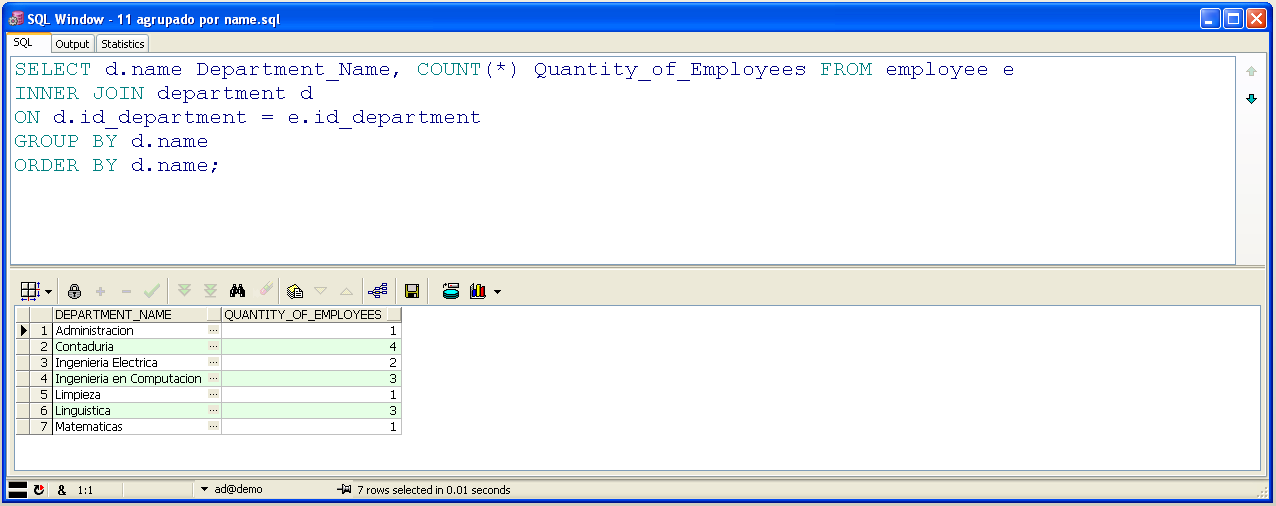 SQL Window - 11 agrupado por name.sql
SQL Output Statistics
SELECT d.name Department_Name, COUNT(*) Quantity_of_Employees FROM employee e
INNER JOIN department d
ON d.id_department = e.id_department
GROUP BY d.name
ORDER BY d.name;
DEPARTMENT_NAME QUANTITY_OF_EMPLOYEES
1 Administracion ... 1
2 Contaduria ... 4
3 Ingenieria Electrica ... 2
4 Ingenieria en Computacion ... 3
5 Limpieza ... 1
6 Linguistica ... 3
7 Matematicas ... 1
& 1:1 ad@demo 7 rows selected in 0.01 seconds